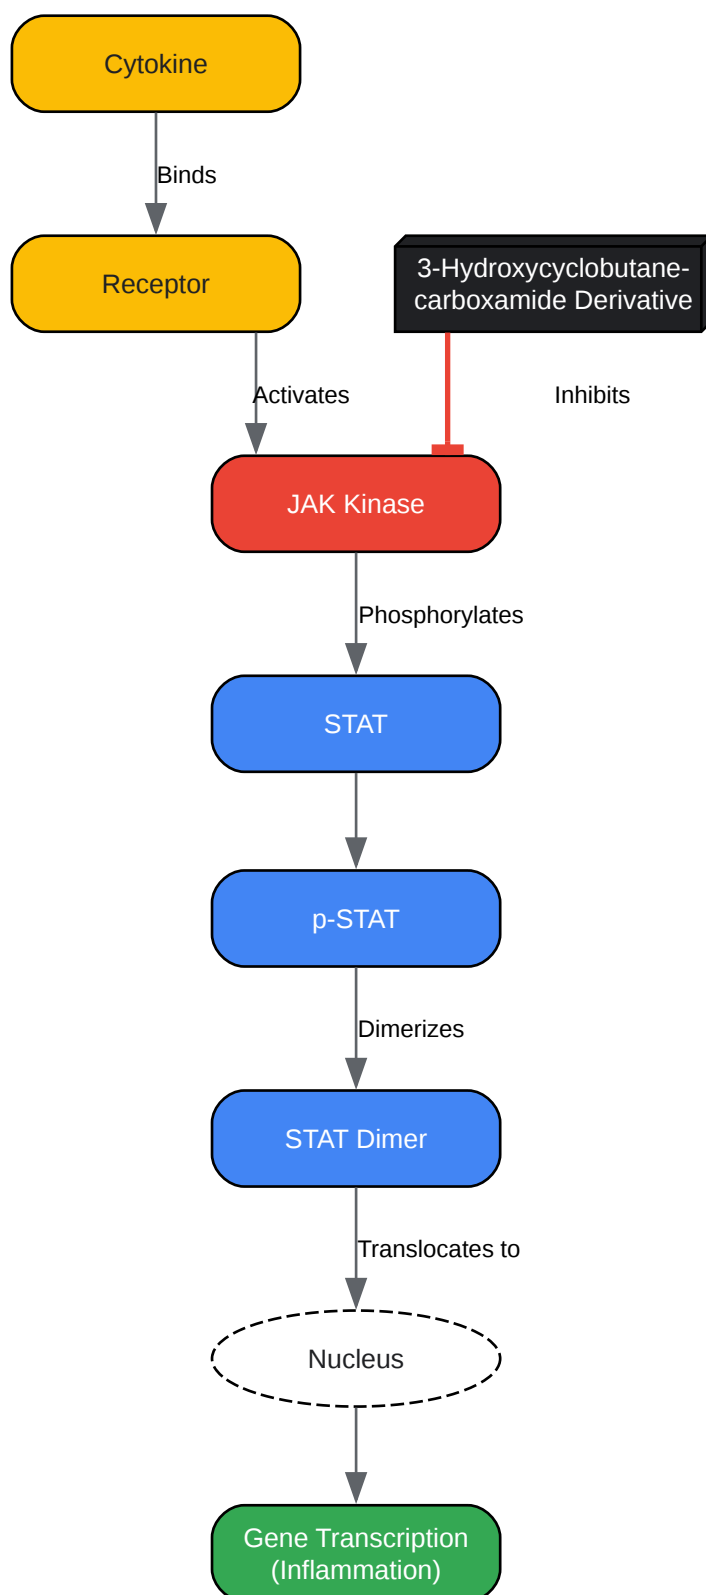 Cytokine
Binds
Receptor
3-Hydroxycyclobutane-
carboxamide Derivative
Activates
Inhibits
JAK Kinase
Phosphorylates
STAT
p-STAT
Dimerizes
STAT Dimer
Translocates to
Nucleus
Gene Transcription
(Inflammation)